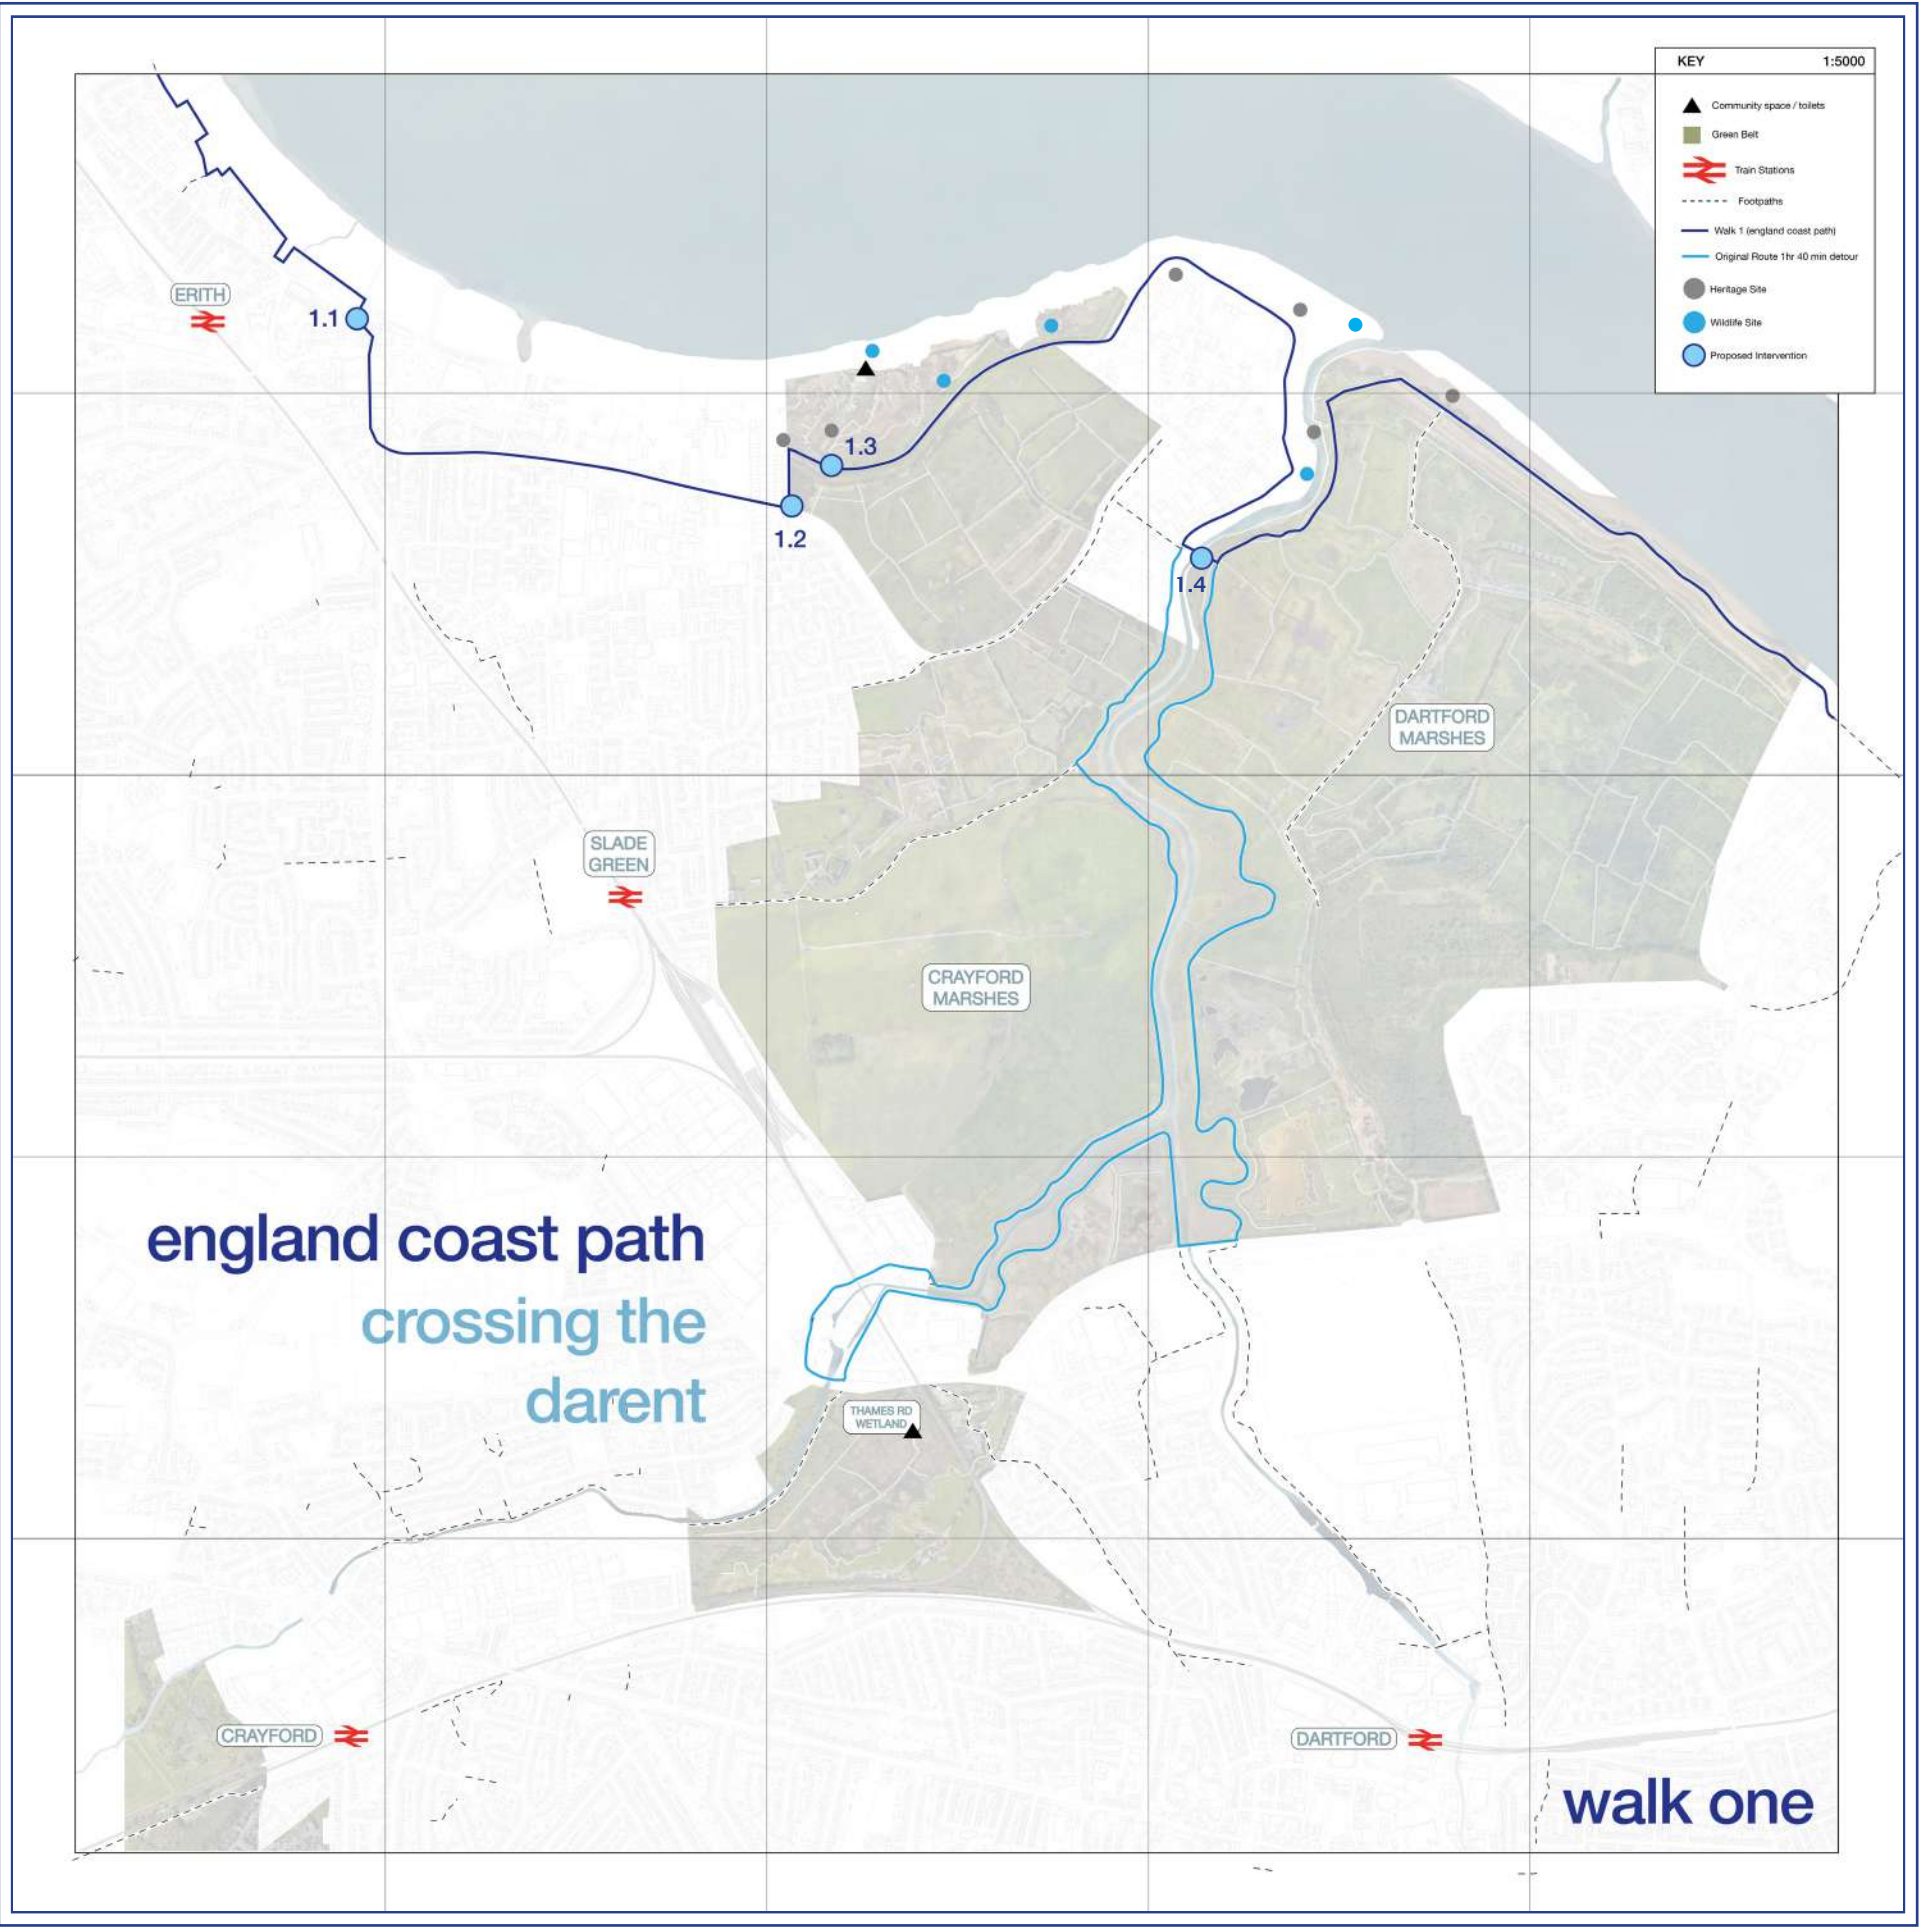 KEY 1:5000
Community space / toilets
Green Belt
Train Stations
Footpaths
Walk 1 (england coast path)
Original Route 1hr 40 min detour
Heritage Site
Wildlife Site
Proposed Intervention
ERITH
1.1
1.2
1.3
1.4
DARTFORD
MARSHES
SLADE
GREEN
CRAYFORD
MARSHES
england coast path
crossing the
darent
THAMES RD
WETLAND
CRAYFORD
DARTFORD
walk one